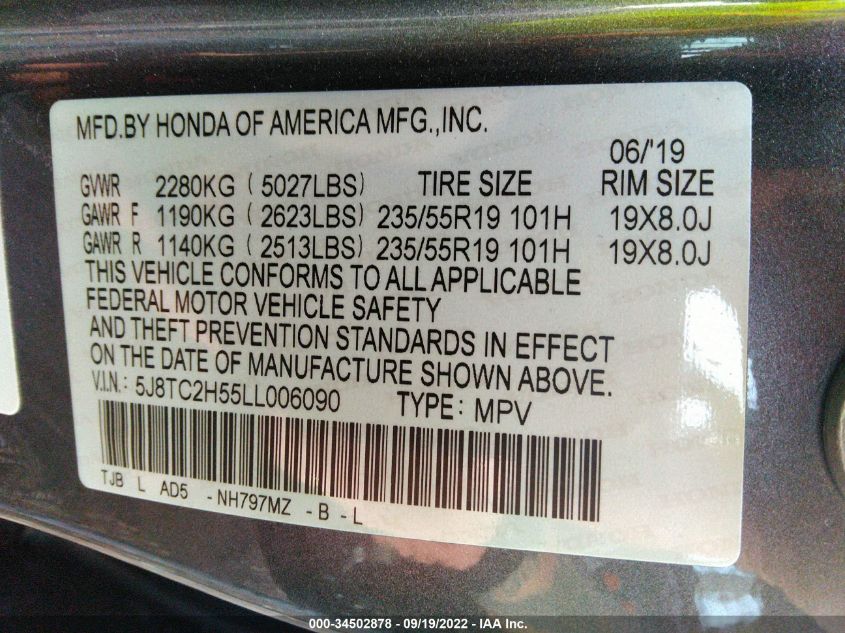 MFD.BY HONDA OF AMERICA MFG.,INC.
06/'19
GVWR 2280KG ( 5027LBS) TIRE SIZE RIM SIZE
GAWR F 1190KG ( 2623LBS) 235/55R19 101H 19X8.0J
GAWR R 1140KG ( 2513LBS) 235/55R19 101H 19X8.0J
THIS VEHICLE CONFORMS TO ALL APPLICABLE
FEDERAL MOTOR VEHICLE SAFETY
AND THEFT PREVENTION STANDARDS IN EFFECT
ON THE DATE OF MANUFACTURE SHOWN ABOVE.
V.I.N.: 5J8TC2H55LL006090 TYPE: MPV
TJB L AD5 - NH797MZ - B - L
000-34502878 - 09/19/2022 - IAA Inc.